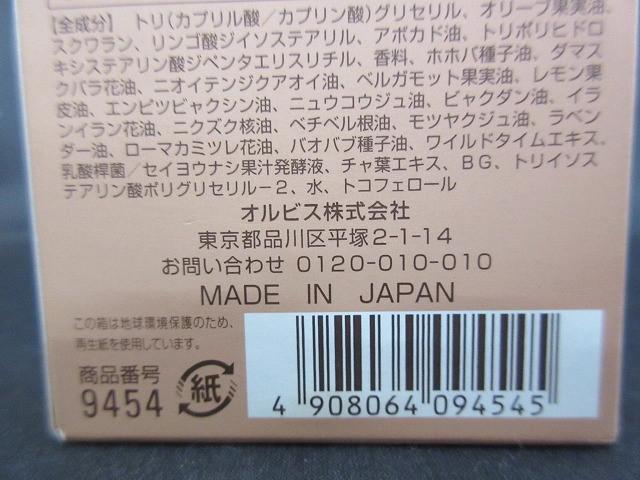 【全成分】 トリ(カプリル酸/カプリン酸)グリセリル、オリーブ果実油、
スクワラン、リンゴ酸ジイソステアリル、アボカド油、トリポリヒドロ
キシステアリン酸ジペンタエリスリチル、香料、ホホバ種子油、ダマス
クバラ花油、ニオイテンジクアオイ油、ベルガモット果実油、レモン果
皮油、エンピツビャクシン油、ニュウコウジュ油、ビャクダン油、イラ
ンイラン花油、ニクズク核油、ベチベル根油、モツヤクジュ油、ラベン
ダー油、ローマカミツレ花油、バオバブ種子油、ワイルドタイムエキス、
乳酸桿菌/セイヨウナシ果汁発酵液、チャ葉エキス、BG、トリイソス
テアリン酸ポリグリセリル-2、水、トコフェロール
オルビス株式会社
東京都品川区平塚2-1-14
お問い合わせ 0120-010-010
MADE IN JAPAN
この箱は地球環境保護のため、
再生紙を使用しています。
商品番号
9454
紙
4 908064 094545